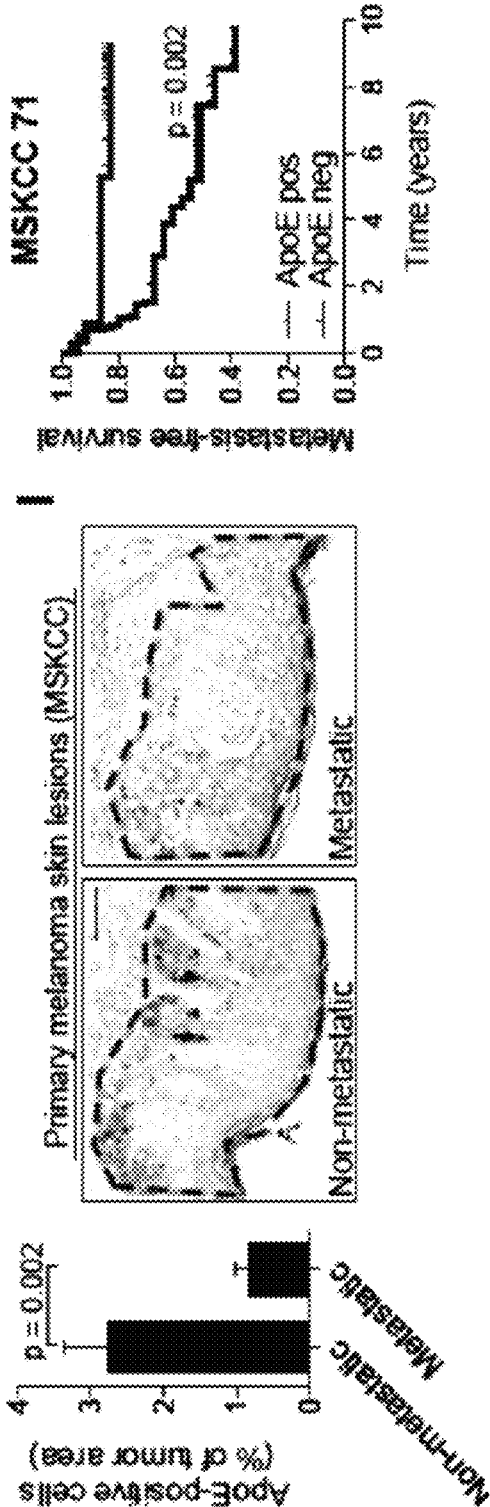 ApoE-positive cells
(% of tumor area)
4
3
2
1
0
p = 0.002
Non-metastatic
Metastatic
Primary melanoma skin lesions (MSKCC)
Non-metastatic
Metastatic
I
MSKCC 71
Metastasis-free survival
1.0
0.8
0.6
0.4
0.2
0.0
p = 0.002
ApoE pos
ApoE neg
0 2 4 6 8 10
Time (years)